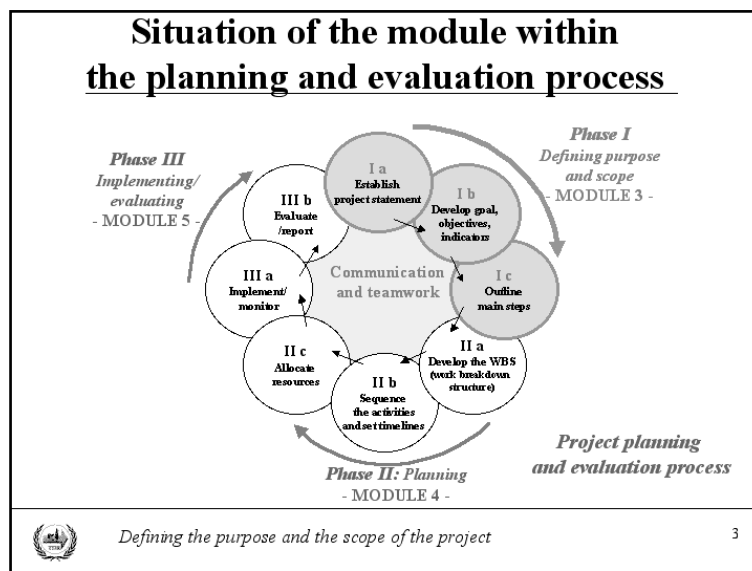 Situation of the module within
the planning and evaluation process
Phase I
Defining purpose
and scope
- MODULE 3 -
Phase III
Implementing/
evaluating
- MODULE 5 -
I a
Establish
project statement
I b
Develop goal,
objectives,
indicators
I c
Outline
main steps
II a
Develop the WBS
(work breakdown
structure)
II b
Sequence
the activities
and set timelines
II c
Allocate
resources
III a
Implement/
monitor
III b
Evaluate
/report
Communication
and teamwork
Phase II: Planning
- MODULE 4 -
Project planning
and evaluation process
Defining the purpose and the scope of the project
3